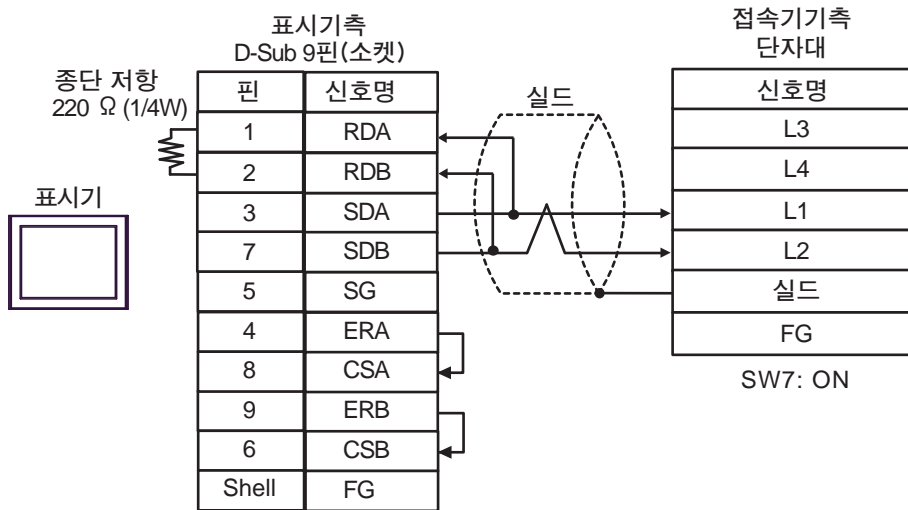 표시기측
D-Sub 9핀(소켓)
종단 저항
220 Ω (1/4W)
표시기
핀 신호명
1 RDA
2 RDB
3 SDA
7 SDB
5 SG
4 ERA
8 CSA
9 ERB
6 CSB
Shell FG
실드
접속기기측
단자대
신호명
L3
L4
L1
L2
실드
FG
SW7: ON